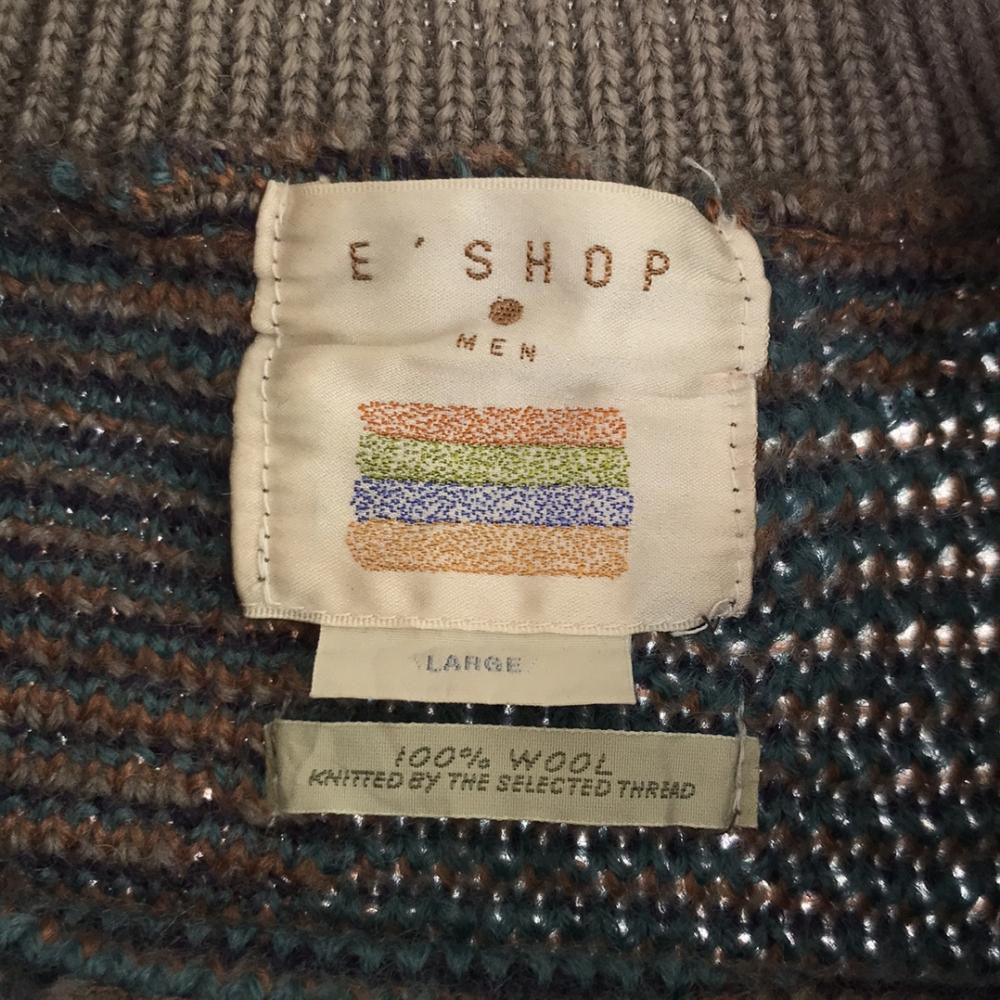 E'SHOP
MEN
LARGE
100% WOOL
KNITTED BY THE SELECTED THREAD